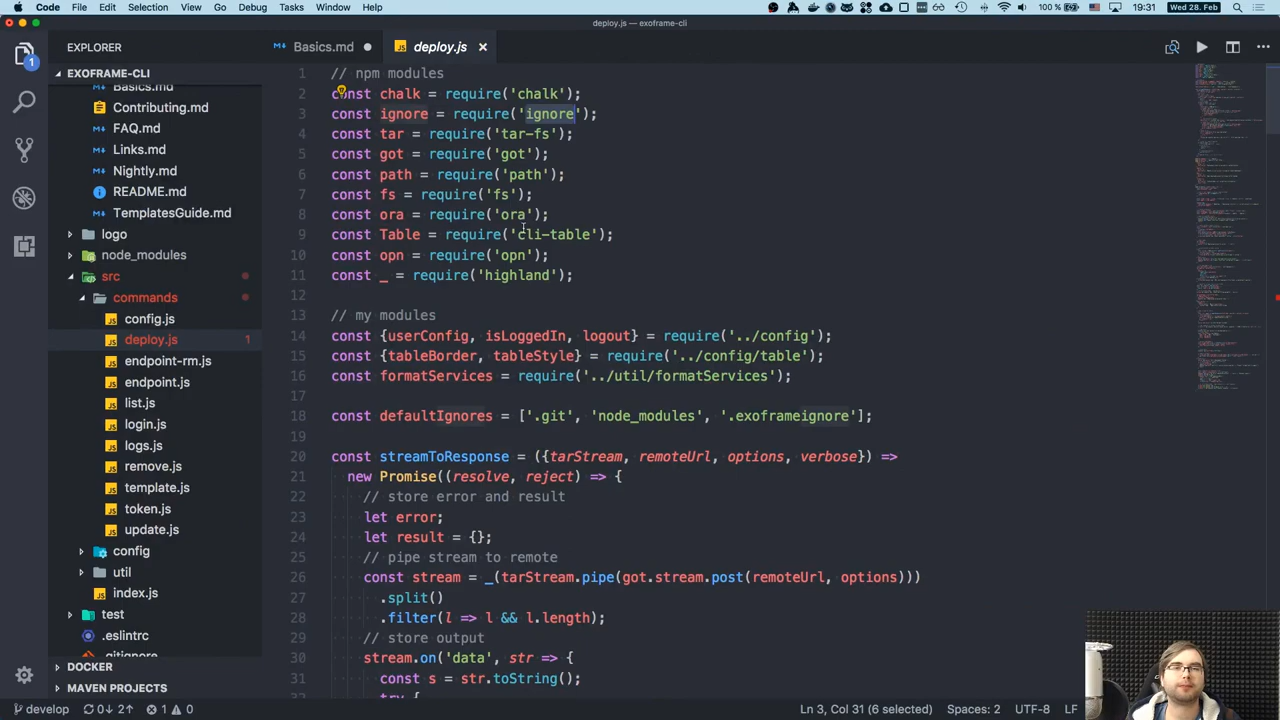 Code File Edit Selection View Go Debug Tasks Window Help 100 % 19:31 Wed 28. Feb
deploy.js — exoframe-cli
EXPLORER
Basics.md
deploy.js
1
EXOFRAME-CLI
Basics.md
Contributing.md
FAQ.md
Links.md
Nightly.md
README.md
TemplatesGuide.md
logo
node_modules
src
commands
config.js
deploy.js 1
endpoint-rm.js
endpoint.js
list.js
login.js
logs.js
remove.js
template.js
token.js
update.js
config
util
index.js
test
.eslintrc
.gitignore
DOCKER
MAVEN PROJECTS
1 // npm modules
2 const chalk = require('chalk');
3 const ignore = require('ignore');
4 const tar = require('tar-fs');
5 const got = require('got');
6 const path = require('path');
7 const fs = require('fs');
8 const ora = require('ora');
9 const Table = require('cli-table');
10 const opn = require('opn');
11 const _ = require('highland');
12
13 // my modules
14 const {userConfig, isLoggedIn, logout} = require('../config');
15 const {tableBorder, tableStyle} = require('../config/table');
16 const formatServices = require('../util/formatServices');
17
18 const defaultIgnores = ['.git', 'node_modules', '.exoframeignore'];
19
20 const streamToResponse = ({tarStream, remoteUrl, options, verbose}) =>
21 new Promise((resolve, reject) => {
22 // store error and result
23 let error;
24 let result = {};
25 // pipe stream to remote
26 const stream = _(tarStream.pipe(got.stream.post(remoteUrl, options)))
27 .split()
28 .filter(l => l && l.length);
29 // store output
30 stream.on('data', str => {
31 const s = str.toString();
32 try {
develop 0↓ 2↑ 1 0
Ln 3, Col 31 (6 selected)
UTF-8
LF